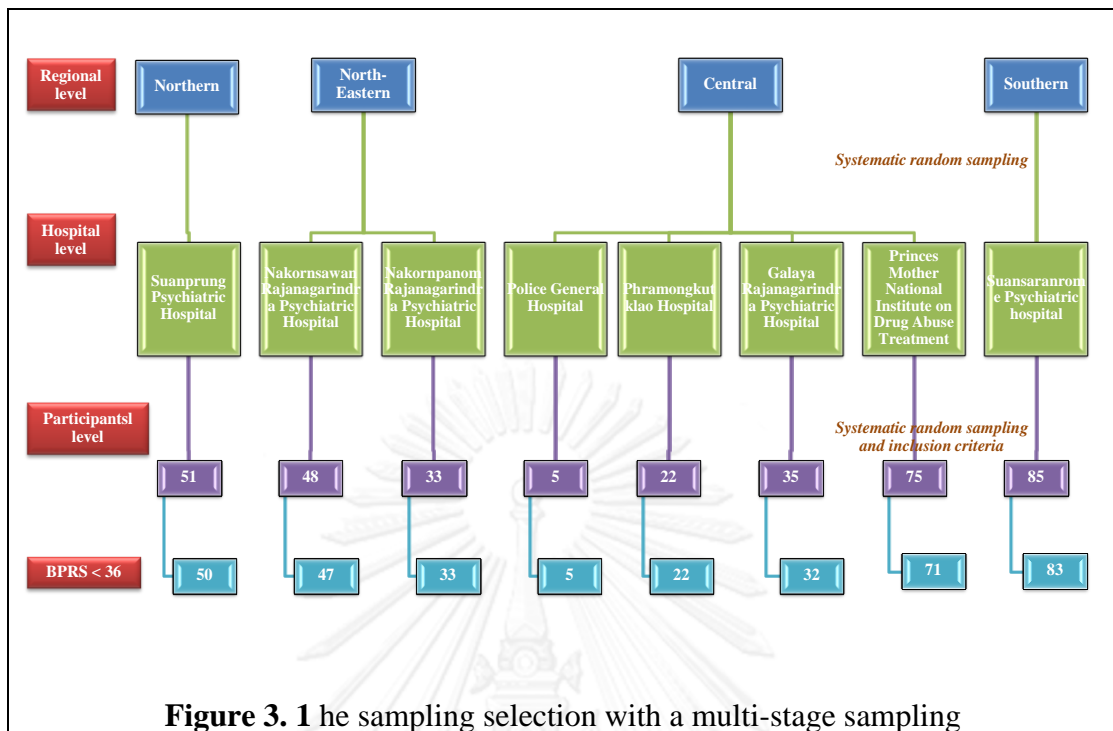 Regional
level
Northern
North-
Eastern
Central
Southern
Systematic random sampling
Hospital
level
Suanprung
Psychiatric
Hospital
Nakornsawan
Rajanagarindr
a Psychiatric
Hospital
Nakornpanom
Rajanagarindr
a Psychiatric
Hospital
Police General
Hospital
Phramongkut
klao Hospital
Galaya
Rajanagarindr
a Psychiatric
Hospital
Princes
Mother
National
Institute on
Drug Abuse
Treatment
Suansaranrom
e Psychiatric
hospital
Participantsl
level
Systematic random sampling
and inclusion criteria
51
48
33
5
22
35
75
85
BPRS < 36
50
47
33
5
22
32
71
83
Figure 3. 1 he sampling selection with a multi-stage sampling